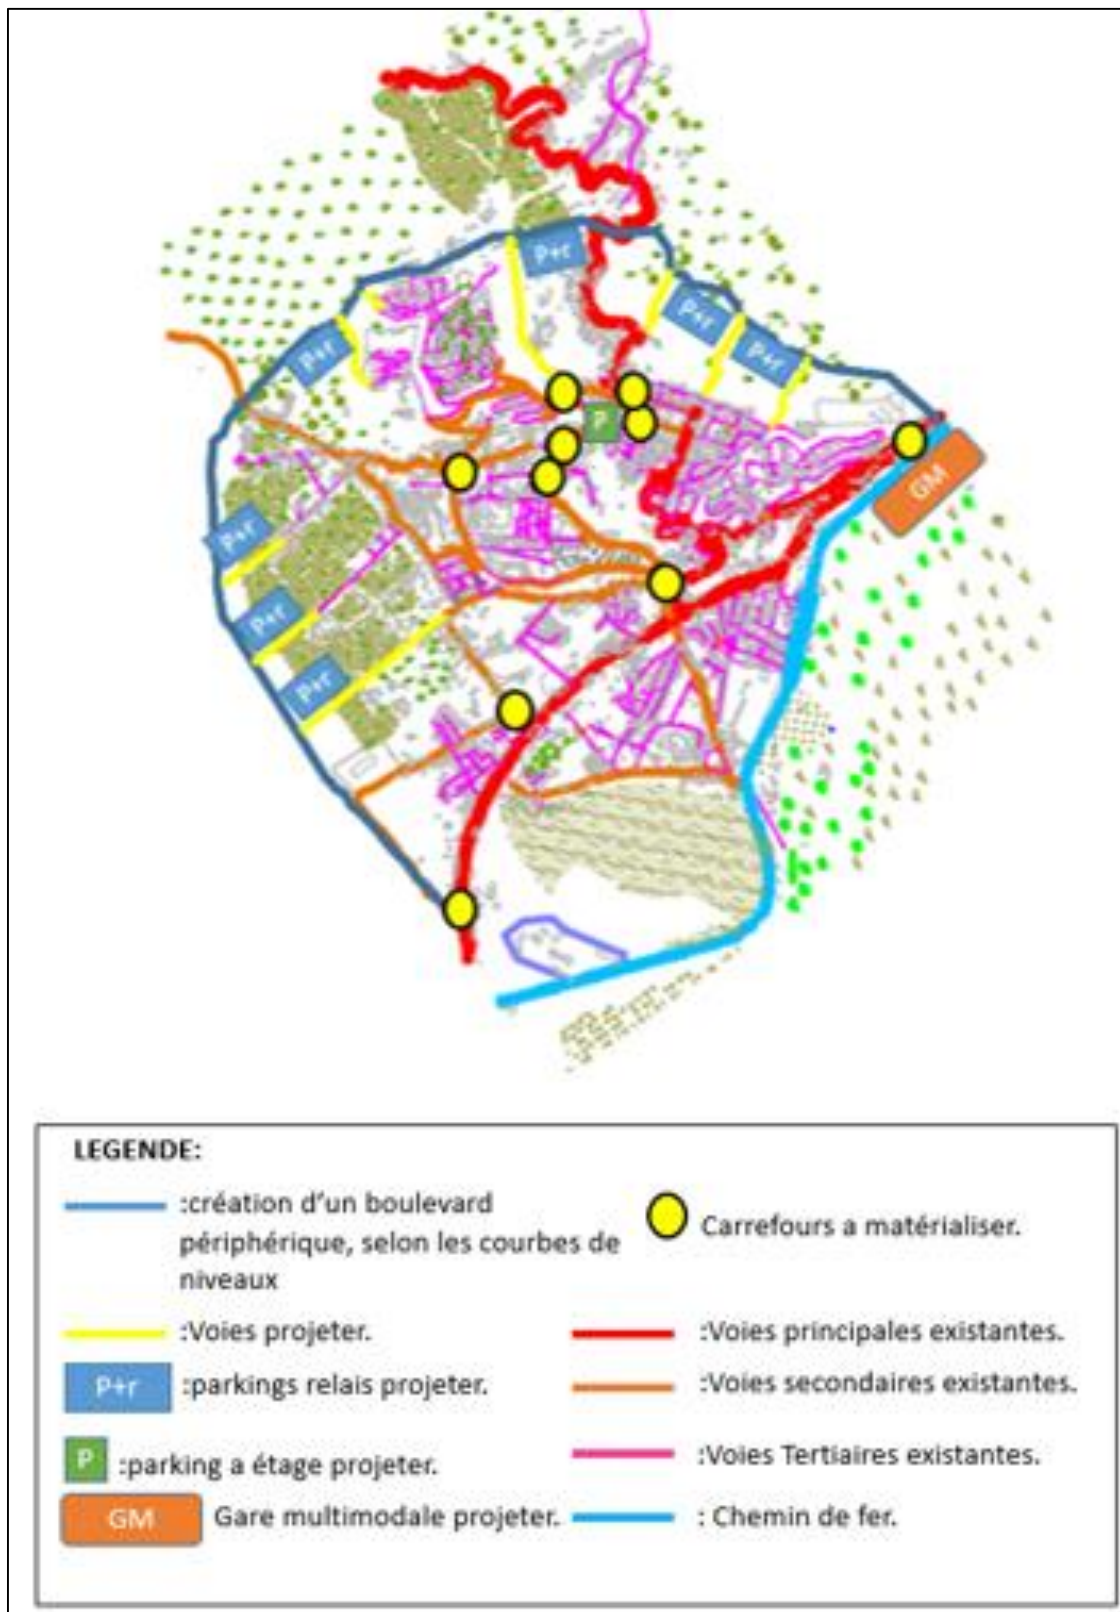 P+r
P+r
P+r
P+r
P
GM
P+r
P+r
P+r
LEGENDE:
:création d'un boulevard
périphérique, selon les courbes de
niveaux
Carrefours a matérialiser.
:Voies projeter.
:Voies principales existantes.
P+r :parkings relais projeter.
:Voies secondaires existantes.
P :parking a étage projeter.
:Voies Tertiaires existantes.
GM Gare multimodale projeter.
: Chemin de fer.